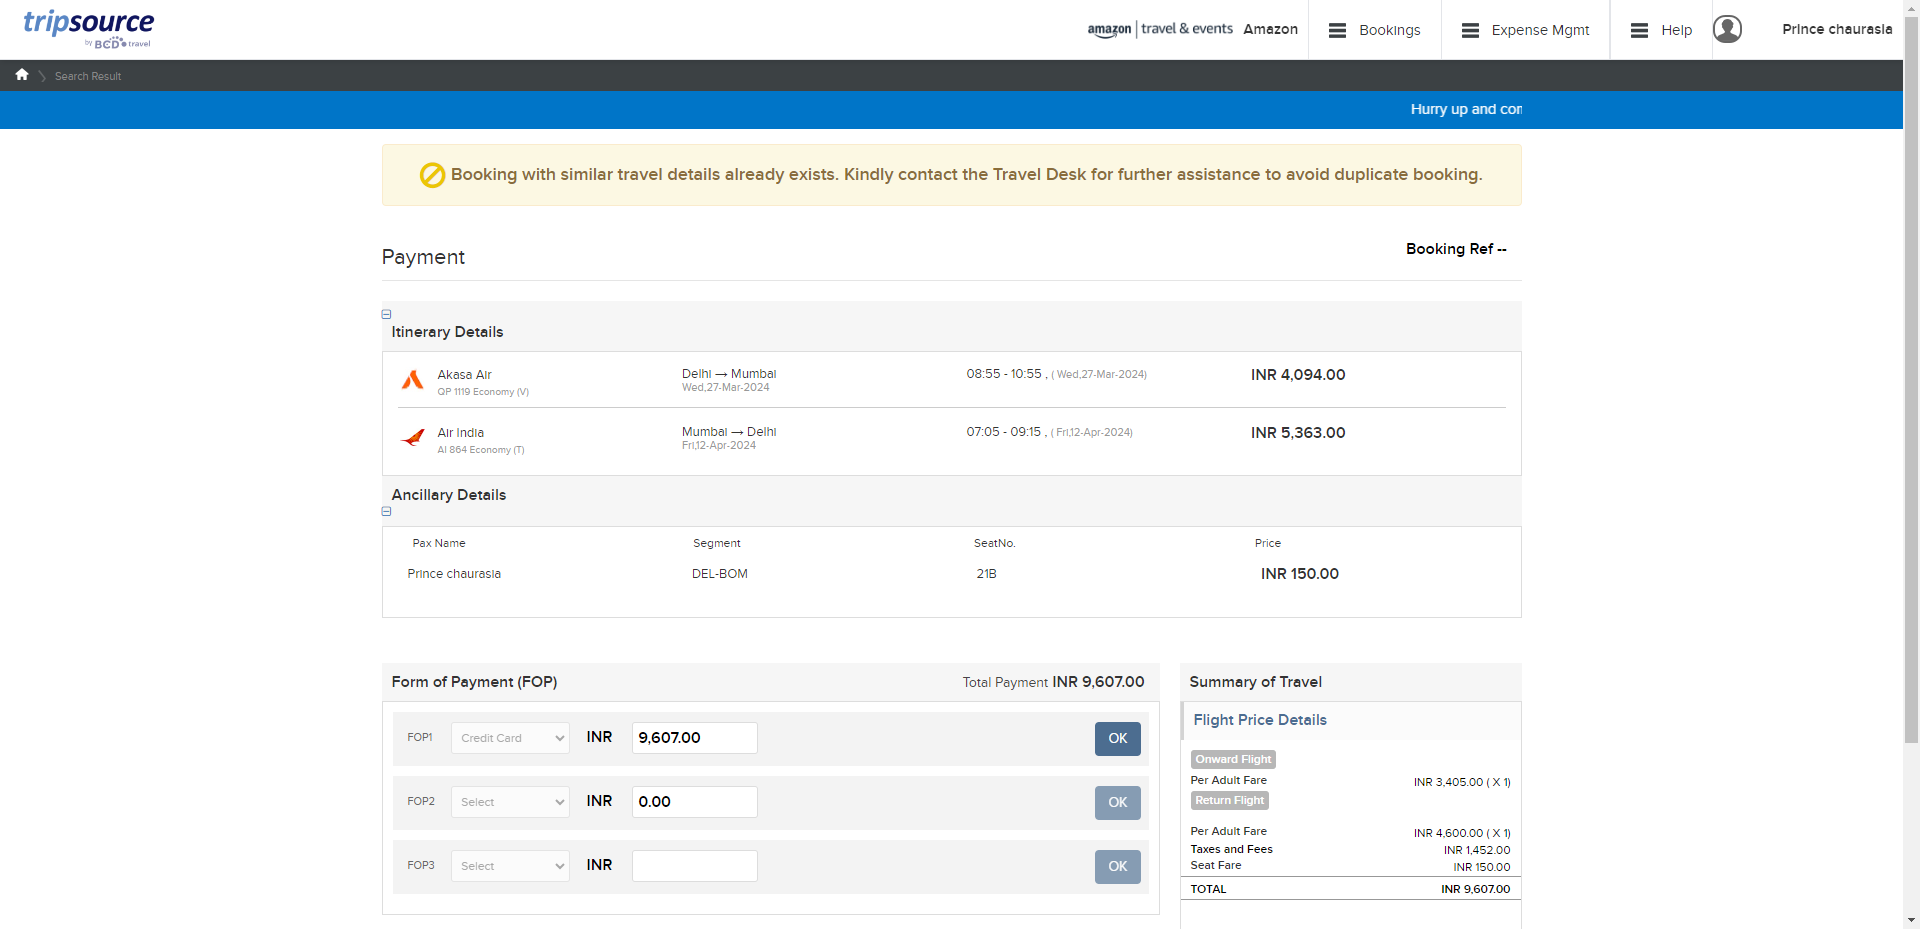 tripsource
by BCD travel
amazon | travel & events Amazon
Bookings
Expense Mgmt
Help
Prince chaurasia
Search Result
Hurry up and con
Booking with similar travel details already exists. Kindly contact the Travel Desk for further assistance to avoid duplicate booking.
Payment
Booking Ref --
Itinerary Details
Akasa Air Delhi → Mumbai 08:55 - 10:55 , ( Wed,27-Mar-2024) INR 4,094.00
QP 1119 Economy (V) Wed,27-Mar-2024
Air India Mumbai → Delhi 07:05 - 09:15 , ( Fri,12-Apr-2024) INR 5,363.00
AI 864 Economy (T) Fri,12-Apr-2024
Ancillary Details
Pax Name Segment SeatNo. Price
Prince chaurasia DEL-BOM 21B INR 150.00
Form of Payment (FOP) Total Payment INR 9,607.00
FOP1 Credit Card INR 9,607.00 OK
FOP2 Select INR 0.00 OK
FOP3 Select INR OK
Summary of Travel
Flight Price Details
Onward Flight
Per Adult Fare INR 3,405.00 ( X 1)
Return Flight
Per Adult Fare INR 4,600.00 ( X 1)
Taxes and Fees INR 1,452.00
Seat Fare INR 150.00
TOTAL INR 9,607.00